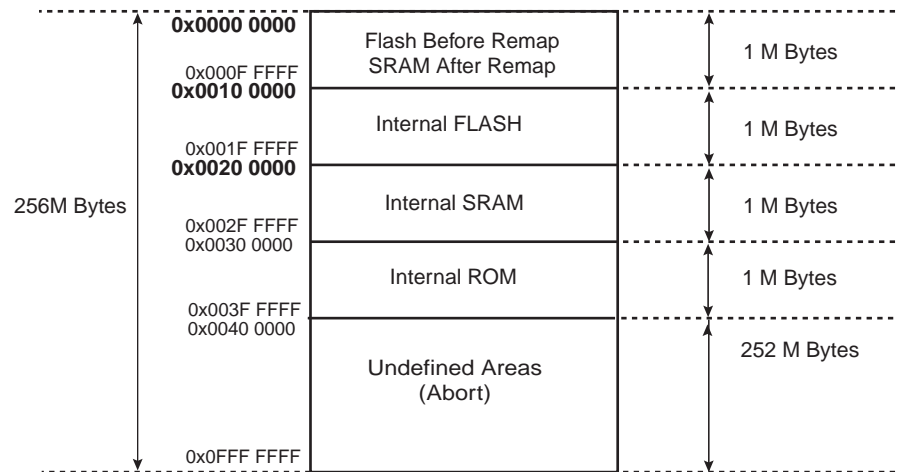 0x0000 0000
Flash Before Remap
SRAM After Remap
1 M Bytes
0x000F FFFF
0x0010 0000
Internal FLASH
1 M Bytes
0x001F FFFF
0x0020 0000
256M Bytes
Internal SRAM
1 M Bytes
0x002F FFFF
0x0030 0000
Internal ROM
1 M Bytes
0x003F FFFF
0x0040 0000
252 M Bytes
Undefined Areas
(Abort)
0x0FFF FFFF